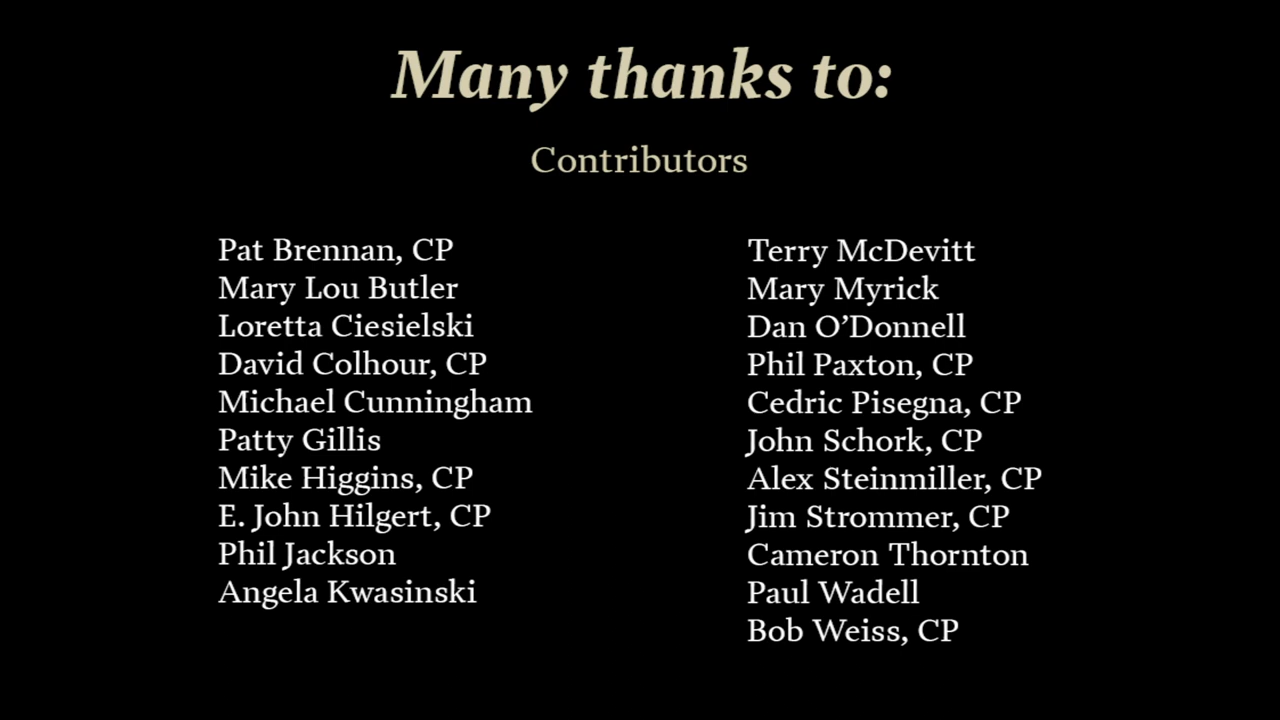 Many thanks to:
Contributors
Pat Brennan, CP
Mary Lou Butler
Loretta Ciesielski
David Colhour, CP
Michael Cunningham
Patty Gillis
Mike Higgins, CP
E. John Hilgert, CP
Phil Jackson
Angela Kwasinski
Terry McDevitt
Mary Myrick
Dan O’Donnell
Phil Paxton, CP
Cedric Pisegna, CP
John Schork, CP
Alex Steinmiller, CP
Jim Strommer, CP
Cameron Thornton
Paul Wadell
Bob Weiss, CP